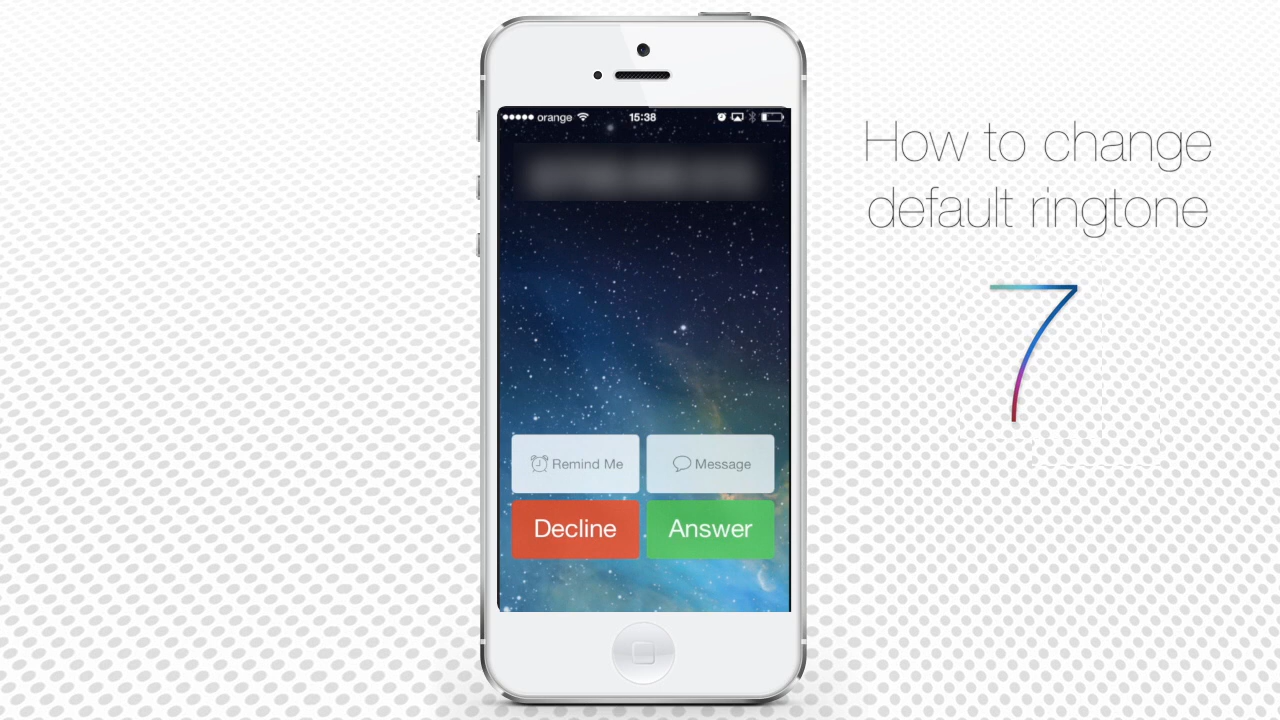 orange 15:38
How to change
default ringtone
7
Remind Me Message
Decline Answer